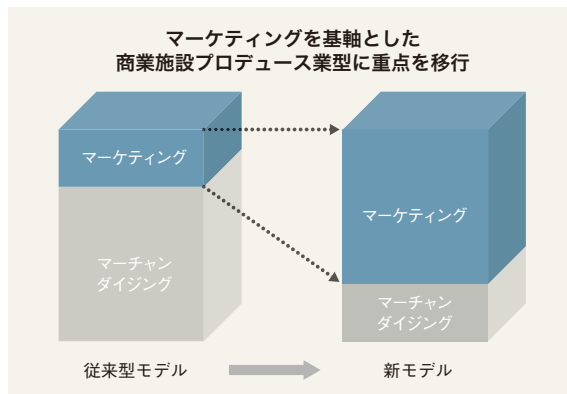 マーケティングを基軸とした
商業施設プロデュース業型に重点を移行
マーケティング
マーチャン
ダイジング
マーケティング
マーチャン
ダイジング
従来型モデル
新モデル